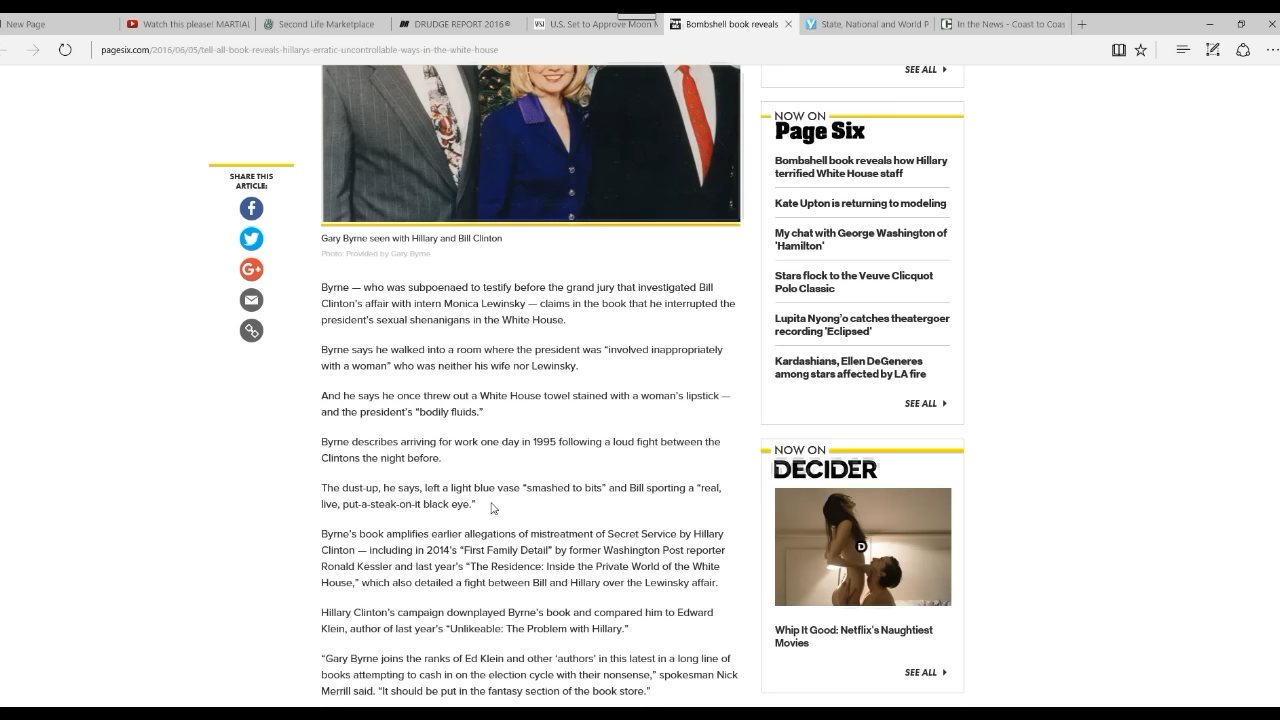 New Page
Watch this please! MARTIAL
Second Life Marketplace
DRUDGE REPORT 2016®
U.S. Set to Approve Moon
Bombshell book reveals
State, National and World P
In the News - Coast to Coas
pagesix.com/2016/06/05/tell-all-book-reveals-hillarys-erratic-uncontrollable-ways-in-the-white-house
SHARE THIS
ARTICLE:
G+
Gary Byrne seen with Hillary and Bill Clinton
Photo: Provided by Gary Byrne
Byrne — who was subpoenaed to testify before the grand jury that investigated Bill
Clinton's affair with intern Monica Lewinsky — claims in the book that he interrupted the
president's sexual shenanigans in the White House.
Byrne says he walked into a room where the president was “involved inappropriately
with a woman” who was neither his wife nor Lewinsky.
And he says he once threw out a White House towel stained with a woman's lipstick —
and the president's “bodily fluids.”
Byrne describes arriving for work one day in 1995 following a loud fight between the
Clintons the night before.
The dust-up, he says, left a light blue vase “smashed to bits” and Bill sporting a “real,
live, put-a-steak-on-it black eye.”
Byrne's book amplifies earlier allegations of mistreatment of Secret Service by Hillary
Clinton — including in 2014's “First Family Detail” by former Washington Post reporter
Ronald Kessler and last year's “The Residence: Inside the Private World of the White
House,” which also detailed a fight between Bill and Hillary over the Lewinsky affair.
Hillary Clinton's campaign downplayed Byrne's book and compared him to Edward
Klein, author of last year's “Unlikeable: The Problem with Hillary.”
“Gary Byrne joins the ranks of Ed Klein and other ‘authors’ in this latest in a long line of
books attempting to cash in on the election cycle with their nonsense,” spokesman Nick
Merrill said. “It should be put in the fantasy section of the book store.”
SEE ALL
NOW ON
Page Six
Bombshell book reveals how Hillary
terrified White House staff
Kate Upton is returning to modeling
My chat with George Washington of
'Hamilton'
Stars flock to the Veuve Clicquot
Polo Classic
Lupita Nyong'o catches theatergoer
recording 'Eclipsed'
Kardashians, Ellen DeGeneres
among stars affected by LA fire
SEE ALL
NOW ON
DECIDER
D
Whip It Good: Netflix's Naughtiest
Movies
SEE ALL